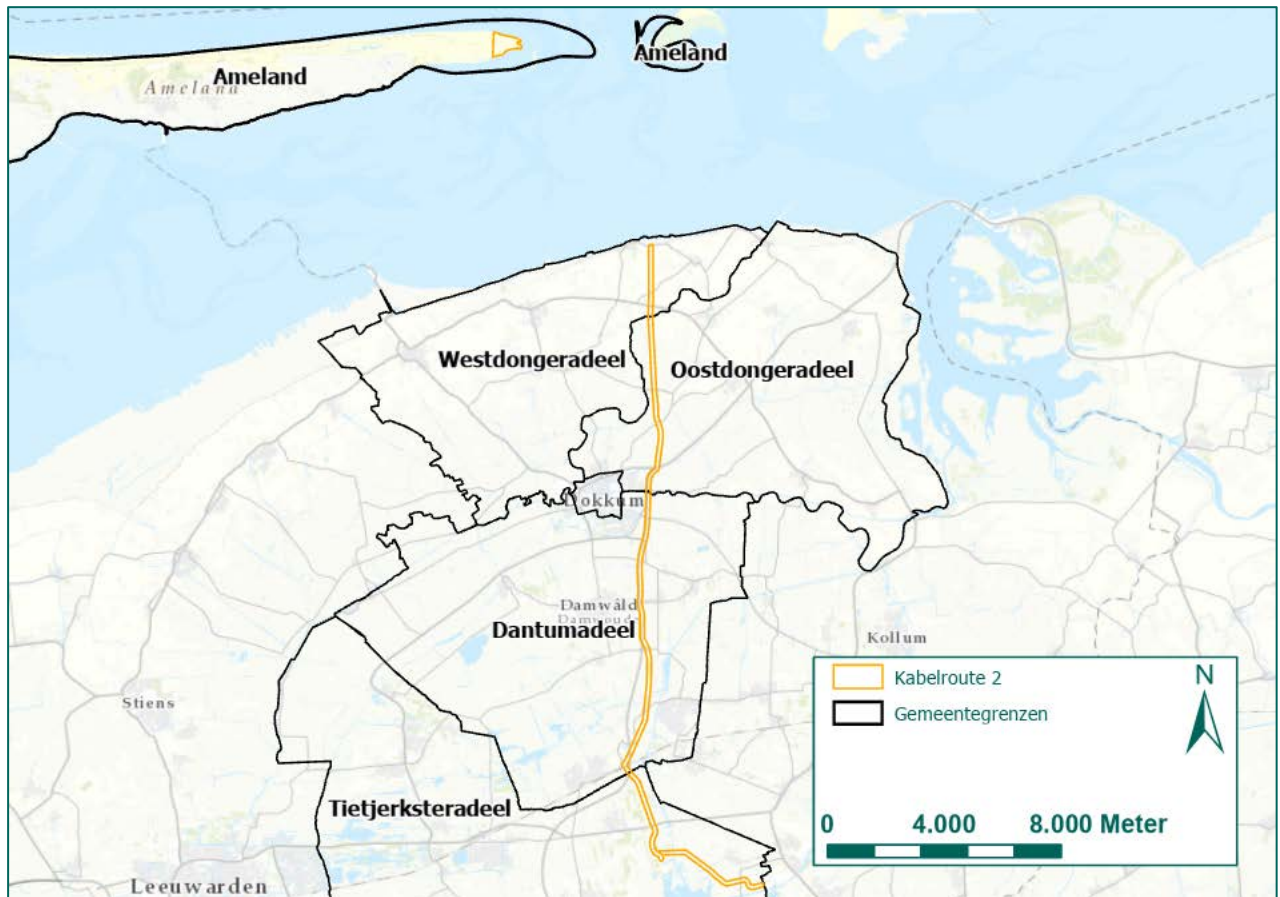 Ameland
Ameland
Ameland
Westdongeradeel
Oostdongeradeel
Dokkum
Damwâld
Damwoude
Dantumadeel
Kollum
Stiens
Tietjerksteradeel
Leeuwarden
Kabelroute 2
Gemeentegrenzen
N
0 4.000 8.000 Meter